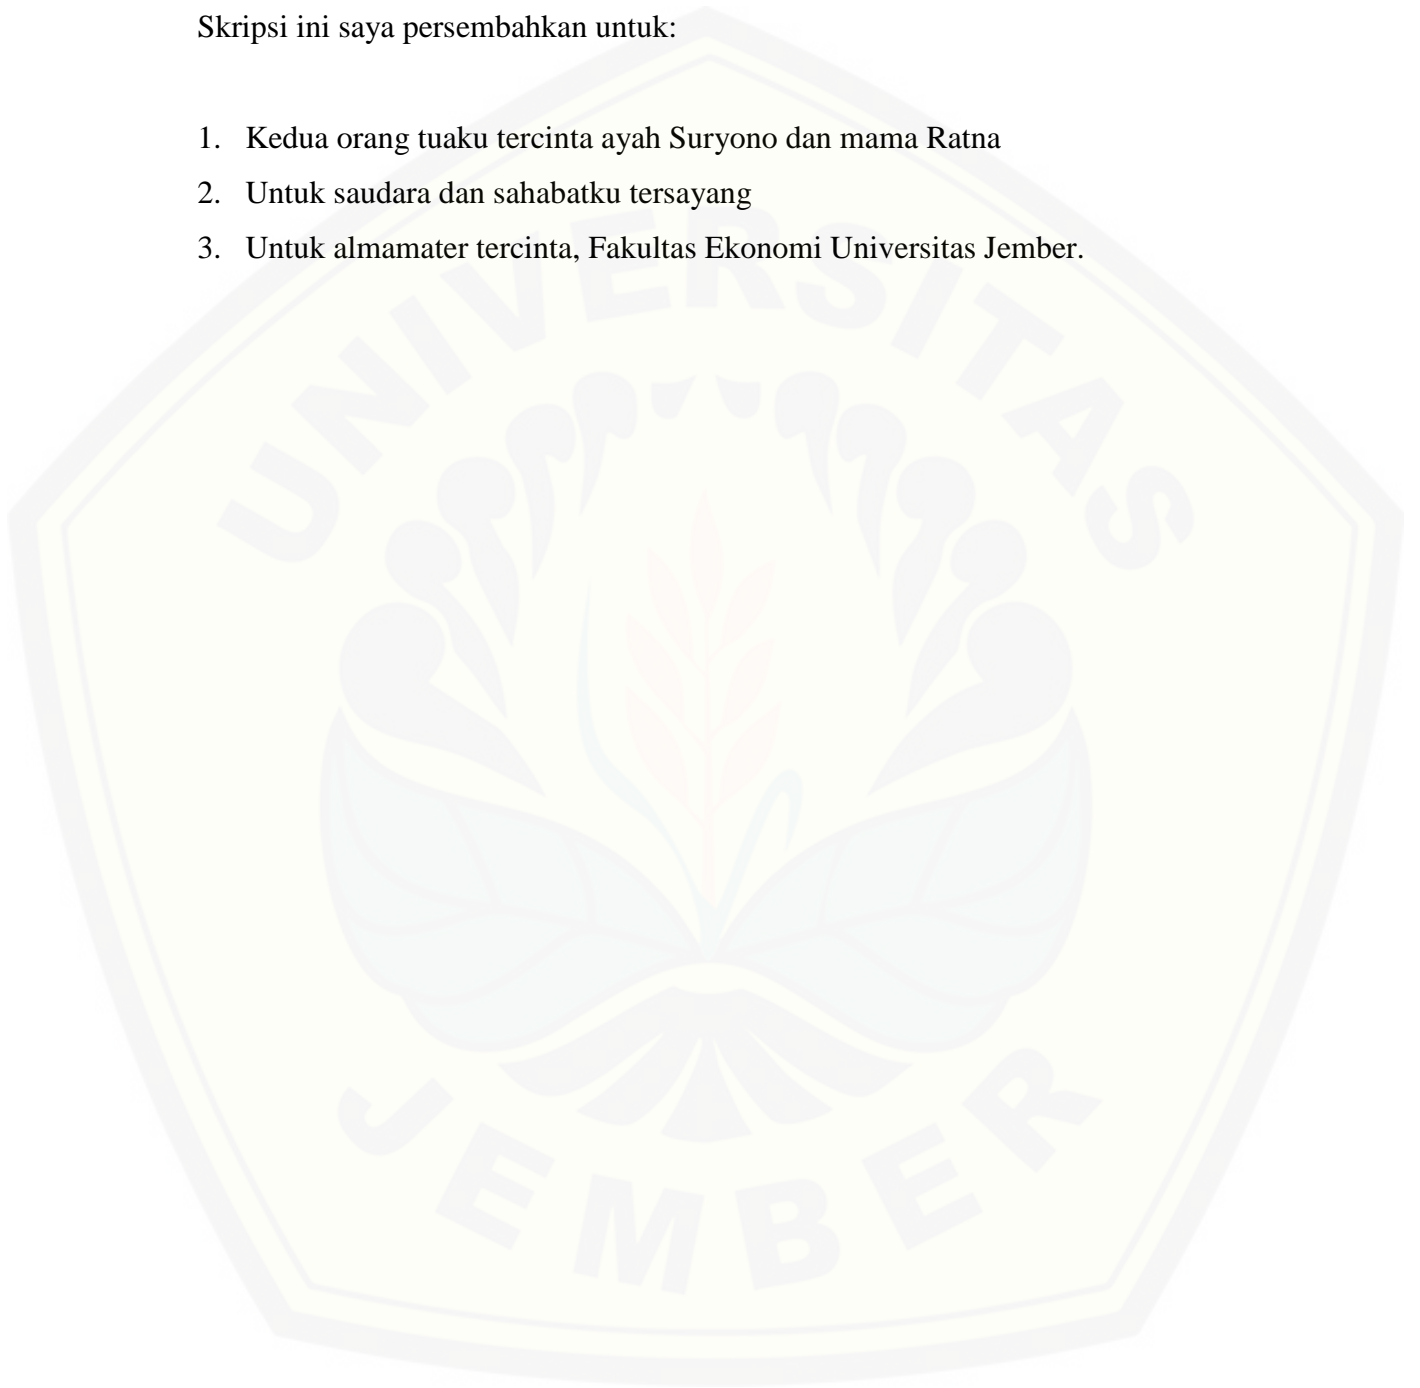 Skripsi ini saya persembahkan untuk:
1. Kedua orang tuaku tercinta ayah Suryono dan mama Ratna
2. Untuk saudara dan sahabatku tersayang
3. Untuk almamater tercinta, Fakultas Ekonomi Universitas Jember.
UNIVERSITAS
JEMBER